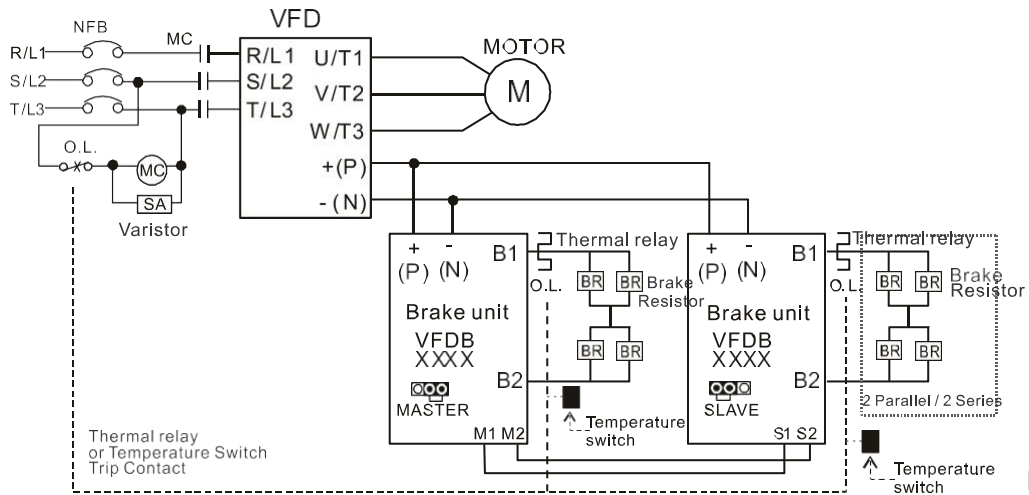 VFD
NFB
MC
MOTOR
R/L1
R/L1
U/T1
S/L2
S/L2
V/T2
M
T/L3
T/L3
W/T3
O.L.
+(P)
MC
SA
-(N)
Varistor
+
-
B1
Thermal relay
(P)
(N)
O.L.
BR
BR
Brake
Resistor
Brake unit
VFDB
XXXX
BR
BR
B2
MASTER
M1 M2
Temperature
switch
+
-
B1
Thermal relay
(P)
(N)
O.L.
BR
BR
Brake
Resistor
Brake unit
VFDB
XXXX
BR
BR
B2
2 Parallel / 2 Series
SLAVE
S1 S2
Temperature
switch
Thermal relay
or Temperature Switch
Trip Contact